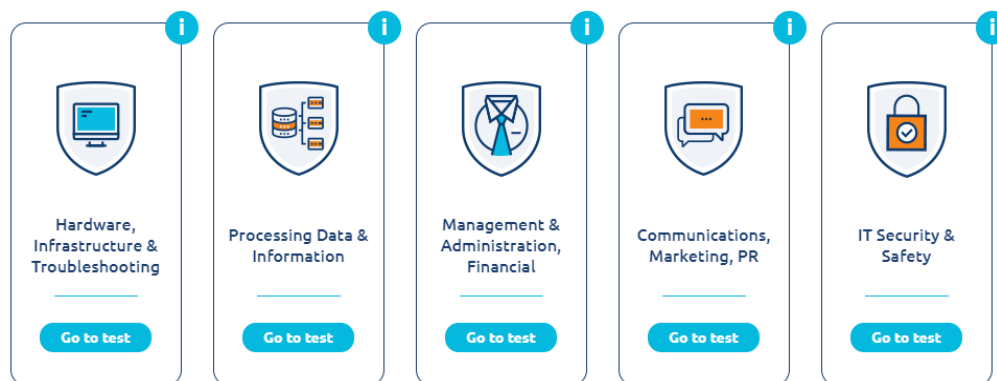 i
i
i
i
i
Hardware,
Infrastructure &
Troubleshooting
Processing Data &
Information
Management &
Administration,
Financial
Communications,
Marketing, PR
IT Security &
Safety
Go to test
Go to test
Go to test
Go to test
Go to test